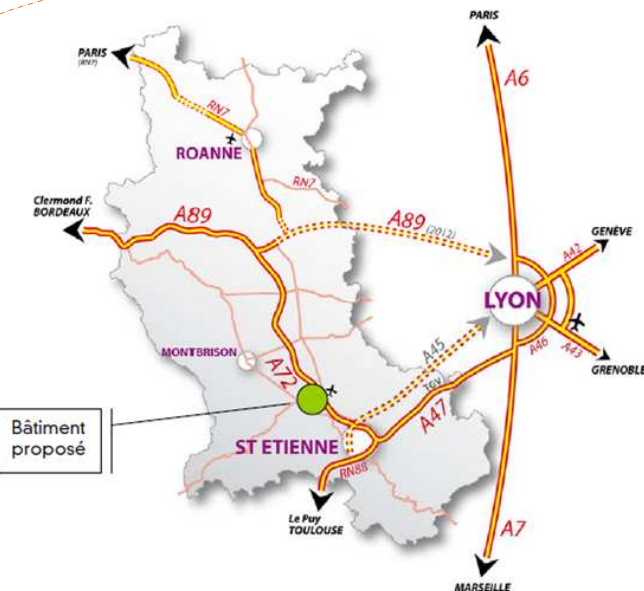 PARIS
PARIS
(RN7)
A6
RN7
ROANNE
RN7
Clermond F.
BORDEAUX
A89
A89 (2012)
GENÈVE
A42
LYON
MONTBRISON
A72
A45
TGV
A46
A43
GRENOBLE
A47
Bâtiment
proposé
ST ETIENNE
RN88
Le Puy
TOULOUSE
A7
MARSEILLE